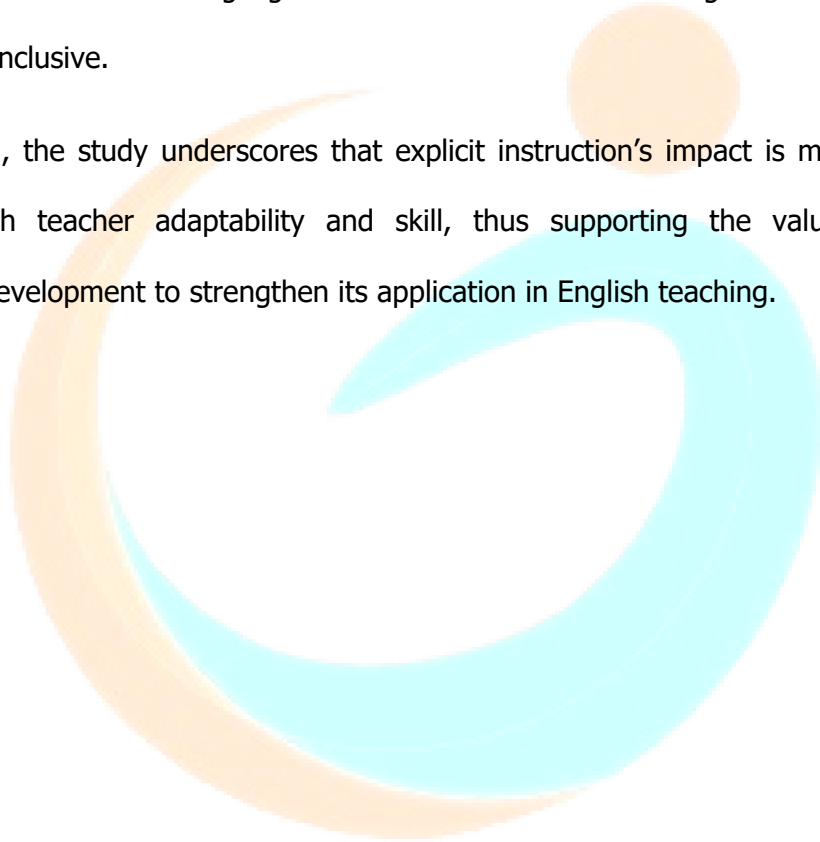 nclusive.
, the study underscores that explicit instruction’s impact is m
h teacher adaptability and skill, thus supporting the valu
evelopment to strengthen its application in English teaching.